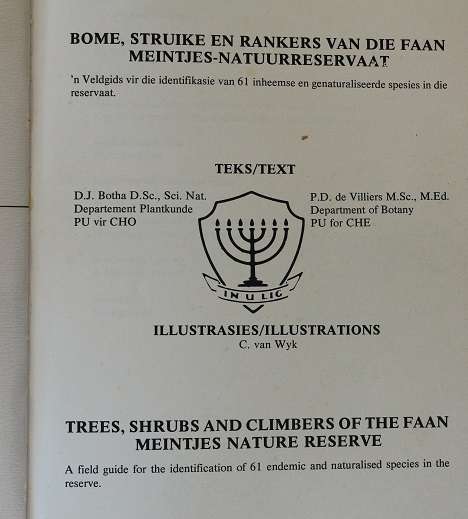 BOME, STRUIKE EN RANKERS VAN DIE FAAN
MEINTJES-NATUURRESERVAAT
'n Veldgids vir die identifikasie van 61 inheemse en genaturaliseerde spesies in die
reservaat.
TEKS/TEXT
D.J. Botha D.Sc., Sci. Nat.
Departement Plantkunde
PU vir CHO
P.D. de Villiers M.Sc., M.Ed.
Department of Botany
PU for CHE
IN U LIG
ILLUSTRASIES/ILLUSTRATIONS
C. van Wyk
TREES, SHRUBS AND CLIMBERS OF THE FAAN
MEINTJES NATURE RESERVE
A field guide for the identification of 61 endemic and naturalised species in the
reserve.